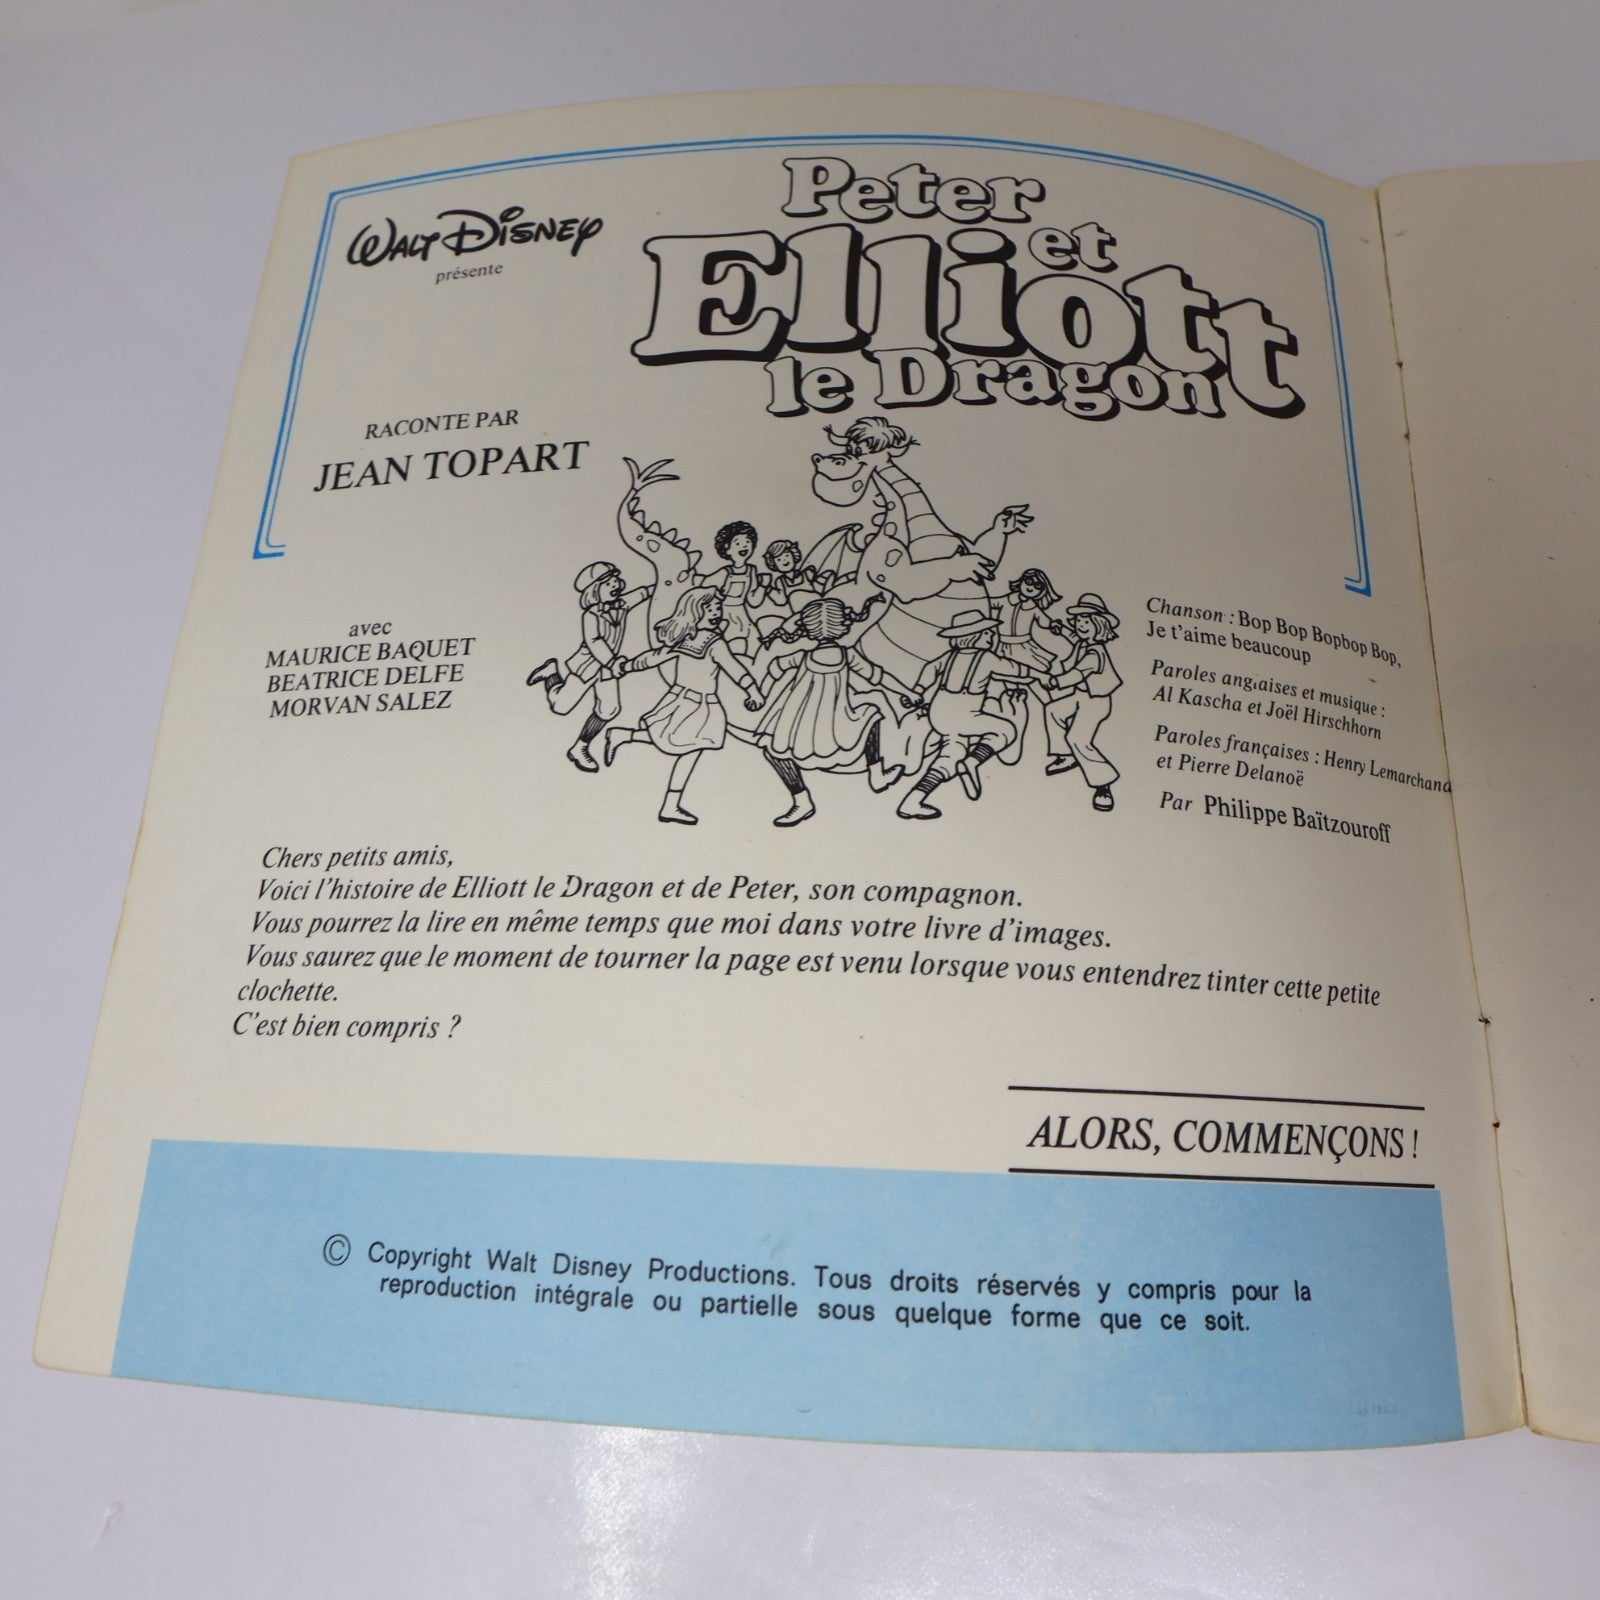 WALT DISNEY
présente
Peter
et
Elliott
le Dragon
RACONTE PAR
JEAN TOPART
avec
MAURICE BAQUET
BEATRICE DELFE
MORVAN SALEZ
Chanson : Bop Bop Bopbop Bop,
Je t'aime beaucoup
Paroles anglaises et musique :
Al Kascha et Joël Hirschhorn
Paroles françaises : Henry Lemarchand
et Pierre Delanoë
Par Philippe Baïtzouroff
Chers petits amis,
Voici l'histoire de Elliott le Dragon et de Peter, son compagnon.
Vous pourrez la lire en même temps que moi dans votre livre d'images.
Vous saurez que le moment de tourner la page est venu lorsque vous entendrez tinter cette petite
clochette.
C'est bien compris ?
ALORS, COMMENÇONS !
© Copyright Walt Disney Productions. Tous droits réservés y compris pour la
reproduction intégrale ou partielle sous quelque forme que ce soit.